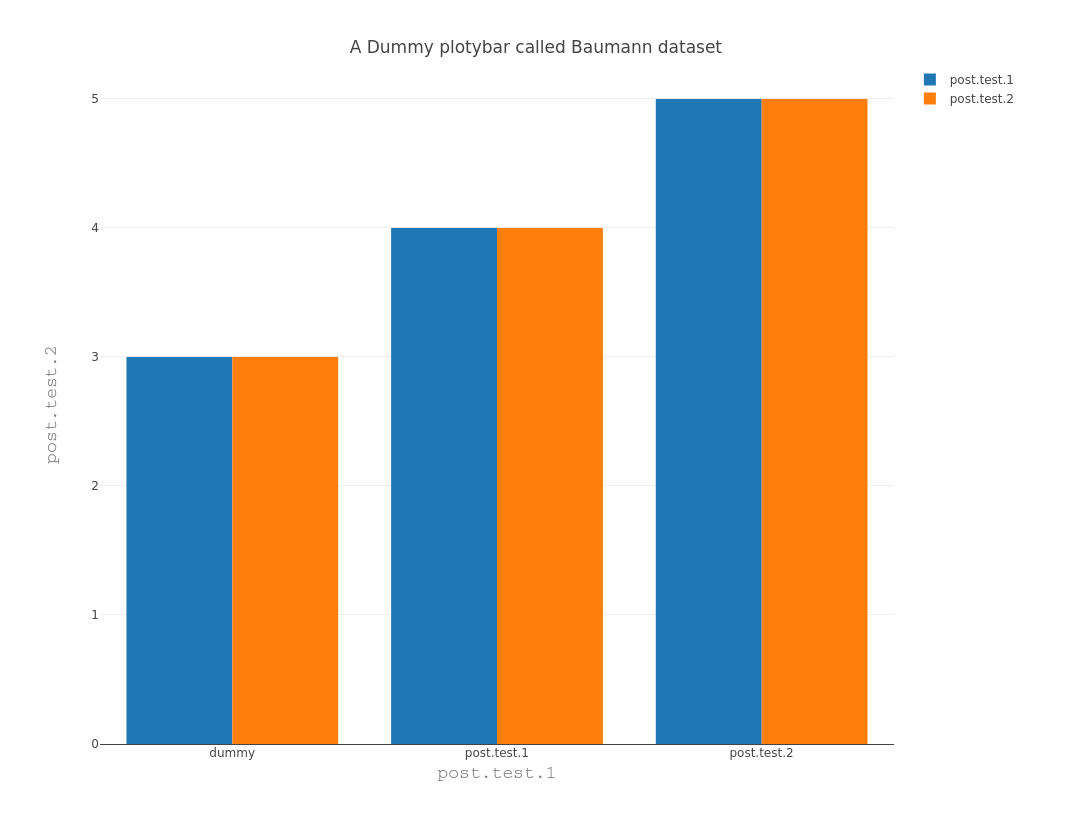 A Dummy plotybar called Baumann dataset
post.test.1
post.test.2
5
4
3
2
1
0
post.test.2
dummy post.test.1 post.test.2
post.test.1